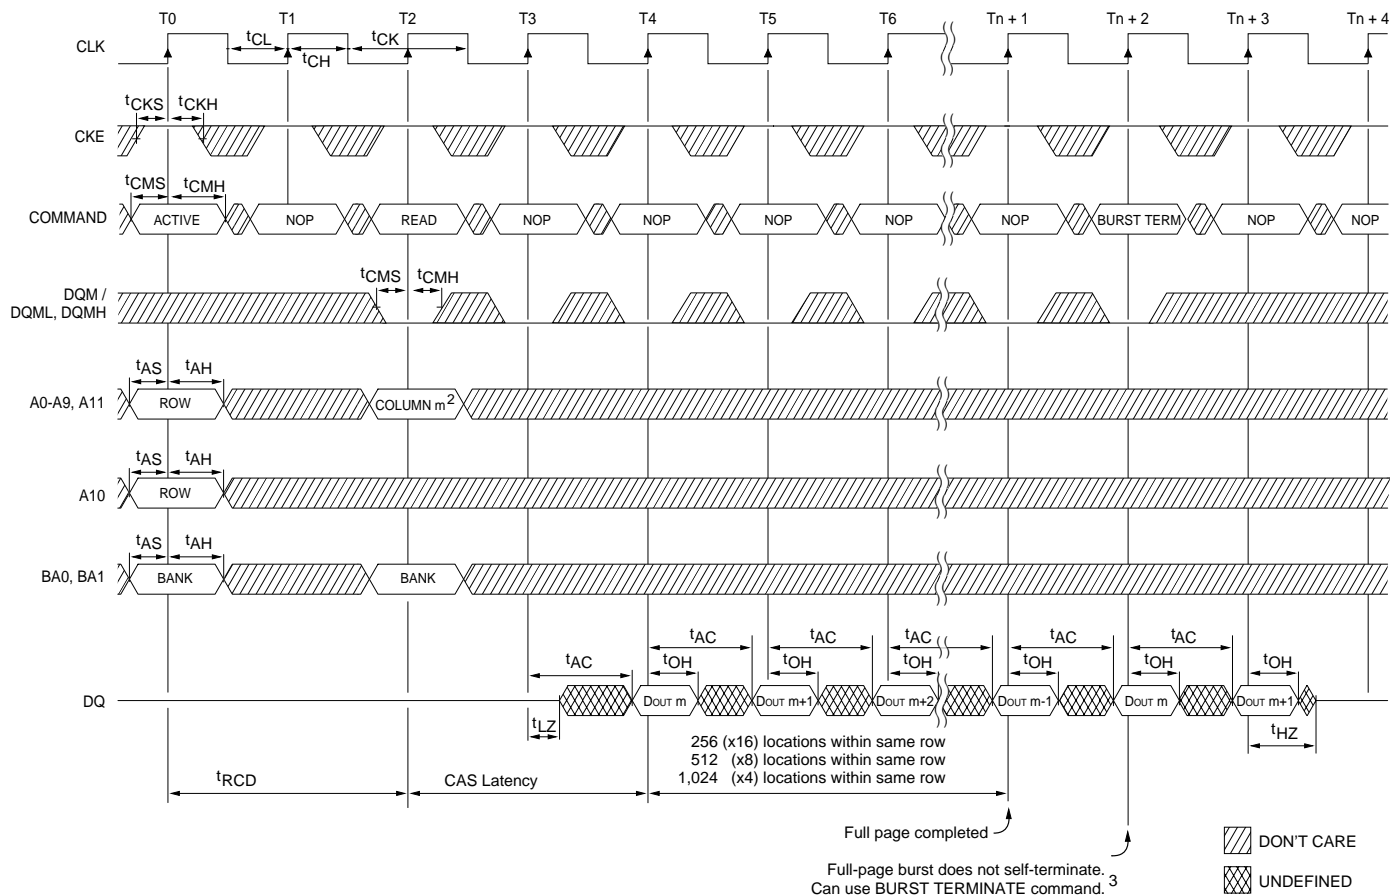 T0 T1 T2 T3 T4 T5 T6 Tn + 1 Tn + 2 Tn + 3 Tn + 4
CLK
tCL tCK
tCH
tCKS tCKH
CKE
tCMS tCMH
COMMAND ACTIVE NOP READ NOP NOP NOP NOP NOP BURST TERM NOP NOP
tCMS tCMH
DQM /
DQML, DQMH
tAS tAH
A0-A9, A11 ROW COLUMN m2
tAS tAH
A10 ROW
tAS tAH
BA0, BA1 BANK BANK
tAC tAC tAC tAC tAC tAC
tOH tOH tOH tOH tOH tOH
DQ DOUT m DOUT m+1 DOUT m+2 DOUT m-1 DOUT m DOUT m+1
tLZ tHZ
256 (x16) locations within same row
512 (x8) locations within same row
1,024 (x4) locations within same row
tRCD CAS Latency
Full page completed
Full-page burst does not self-terminate.
Can use BURST TERMINATE command. 3
DON'T CARE
UNDEFINED